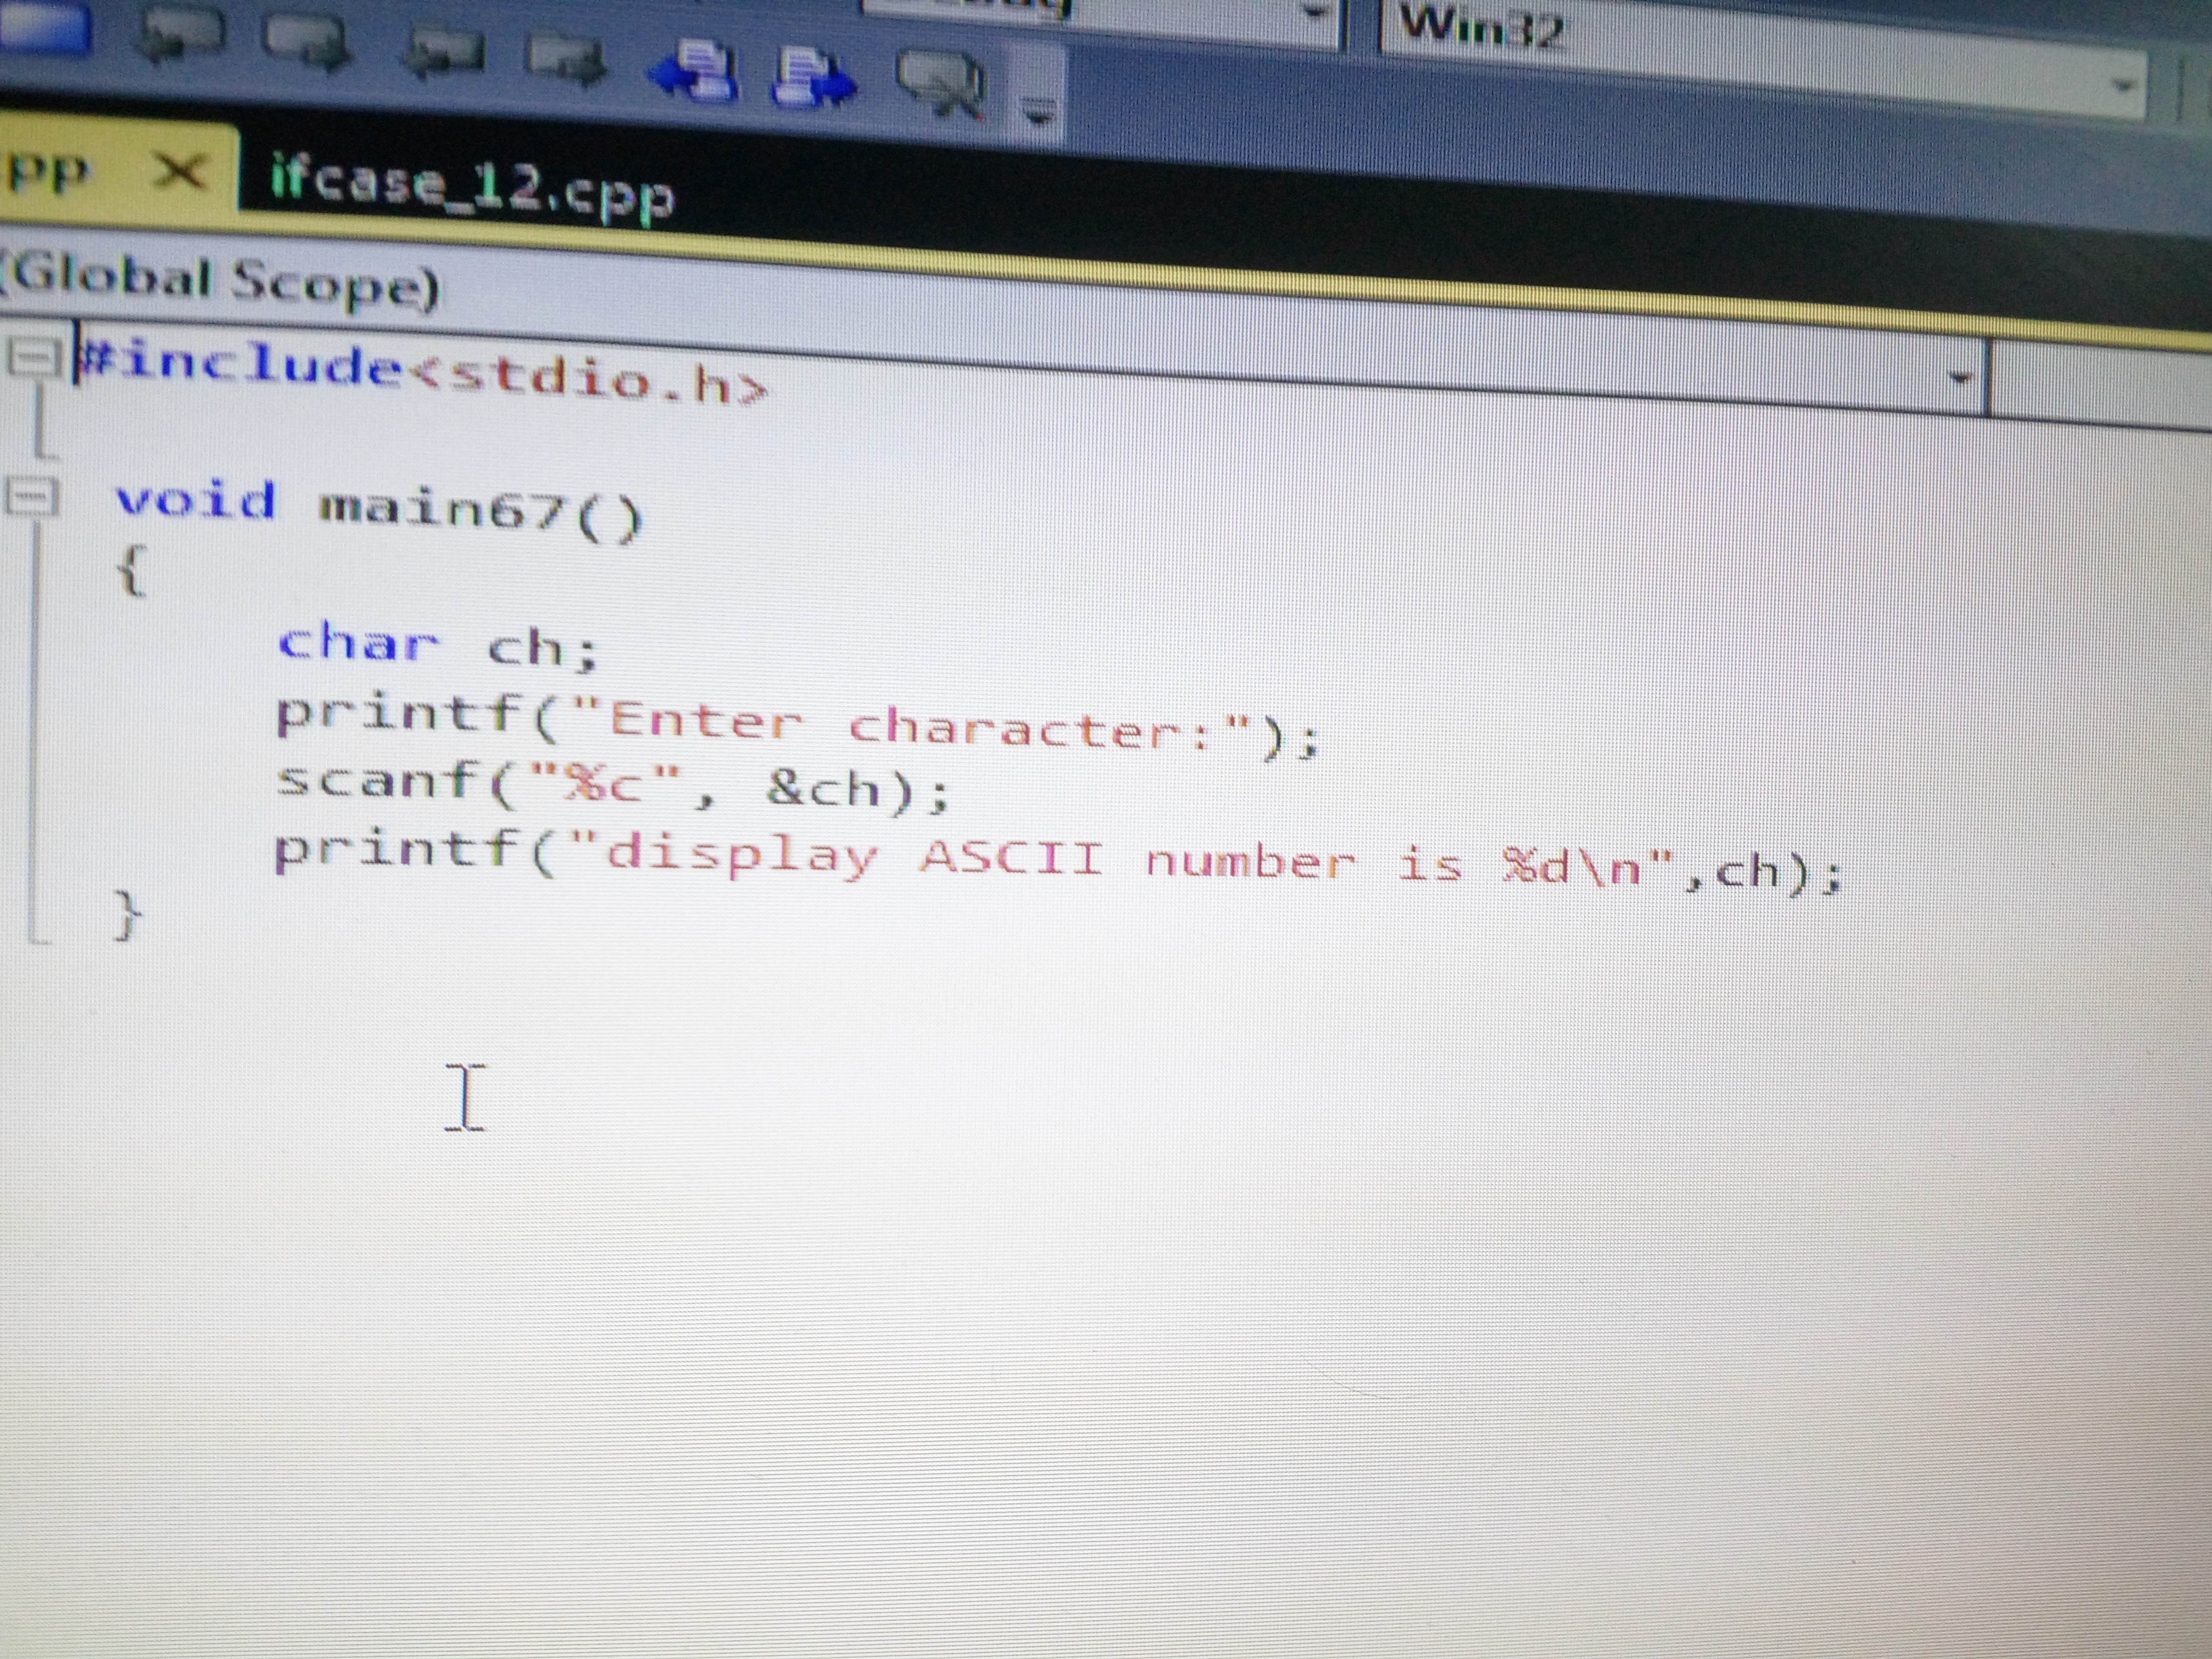 Win32
ifcase_12.cpp
(Global Scope)
#include<stdio.h>
void main67()
{
char ch;
printf("Enter character:");
scanf("%c", &ch);
printf("display ASCII number is %d\n",ch);
}